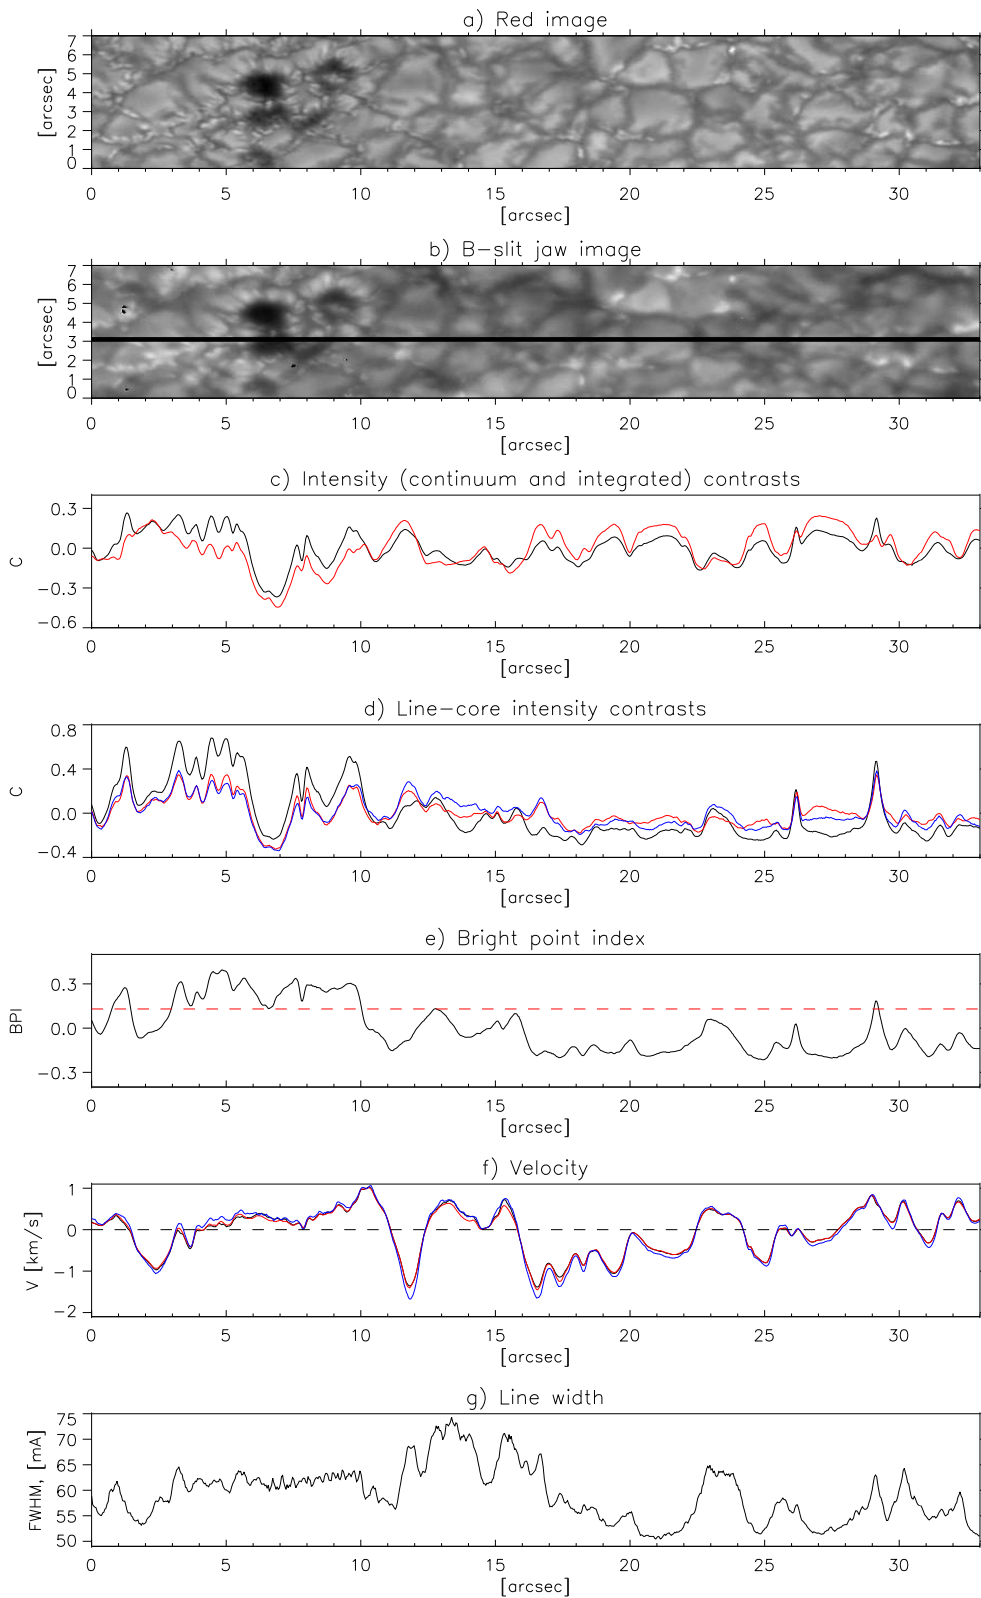 a) Red image
7
6
5
4
3
2
1
0
[arcsec]
0 5 10 15 20 25 30
[arcsec]
b) B-slit jaw image
7
6
5
4
3
2
1
0
[arcsec]
0 5 10 15 20 25 30
[arcsec]
c) Intensity (continuum and integrated) contrasts
0.3
0.0
-0.3
-0.6
C
0 5 10 15 20 25 30
[arcsec]
d) Line-core intensity contrasts
0.8
0.4
0.0
-0.4
C
0 5 10 15 20 25 30
[arcsec]
e) Bright point index
0.3
0.0
-0.3
BPI
0 5 10 15 20 25 30
[arcsec]
f) Velocity
1
0
-1
-2
V [km/s]
0 5 10 15 20 25 30
[arcsec]
g) Line width
75
70
65
60
55
50
FWHM, [mA]
0 5 10 15 20 25 30
[arcsec]